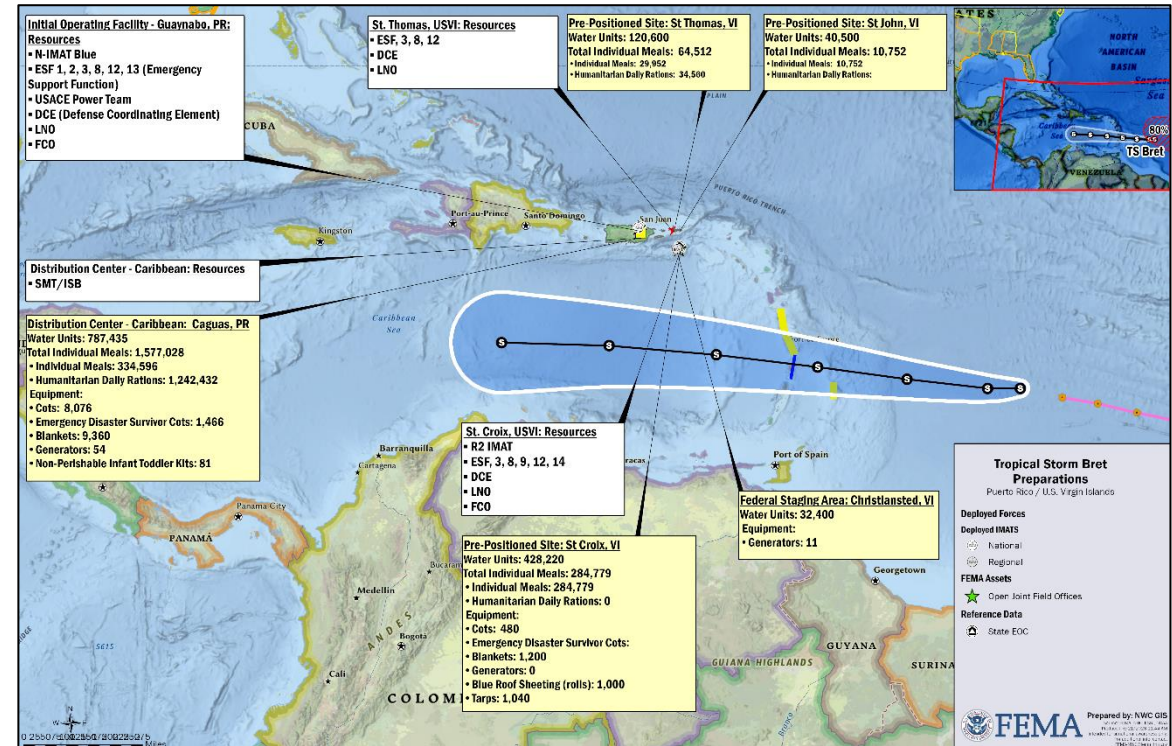 Initial Operating Facility - Guaynabo, PR:
Resources
▪ N-IMAT Blue
▪ ESF 1, 2, 3, 8, 12, 13 (Emergency
Support Function)
▪ USACE Power Team
▪ DCE (Defense Coordinating Element)
▪ LNO
▪ FCO
St. Thomas, USVI: Resources
▪ ESF, 3, 8, 12
▪ DCE
▪ LNO
Pre-Positioned Site: St Thomas, VI
Water Units: 120,600
Total Individual Meals: 64,512
• Individual Meals: 29,952
• Humanitarian Daily Rations: 34,560
Pre-Positioned Site: St John, VI
Water Units: 40,500
Total Individual Meals: 10,752
• Individual Meals: 10,752
• Humanitarian Daily Rations:
ATES
NORTH
AMERICAN
BASIN
Sea
Sea
80%
TS Bret
VENEZUELA
PLAIN
CUBA
PUERTO RICO TRENCH
Port-au-Prince
Santo Domingo
San Juan
Kingston
Distribution Center - Caribbean: Resources
▪ SMT/ISB
Caribbean
Sea
Distribution Center - Caribbean: Caguas, PR
Water Units: 787,435
Total Individual Meals: 1,577,028
• Individual Meals: 334,596
• Humanitarian Daily Rations: 1,242,432
Equipment:
• Cots: 8,076
• Emergency Disaster Survivor Cots: 1,466
• Blankets: 9,360
• Generators: 54
• Non-Perishable Infant Toddler Kits: 81
S S S S S S S
St. Croix, USVI: Resources
▪ R2 IMAT
▪ ESF, 3, 8, 9, 12, 14
▪ DCE
▪ LNO
▪ FCO
Barranquilla
Cartagena
racas
Port of Spain
Panama City
PANAMÁ
Federal Staging Area: Christiansted, VI
Water Units: 32,400
Equipment:
• Generators: 11
Pre-Positioned Site: St Croix, VI
Water Units: 428,220
Total Individual Meals: 284,779
• Individual Meals: 284,779
• Humanitarian Daily Rations: 0
Equipment:
• Cots: 480
• Emergency Disaster Survivor Cots:
• Blankets: 1,200
• Generators: 0
• Blue Roof Sheeting (rolls): 1,000
• Tarps: 1,040
Bucaram
Medellín
ANDES
Bogotá
Cali
COLOM
Georgetown
GUYANA
GUIANA HIGHLANDS
SURINA
Branco
N
Miles
Tropical Storm Bret
Preparations
Puerto Rico / U.S. Virgin Islands
Deployed Forces
Deployed IMATS
National
Regional
FEMA Assets
Open Joint Field Offices
Reference Data
State EOC
FEMA
Prepared by: NWC GIS